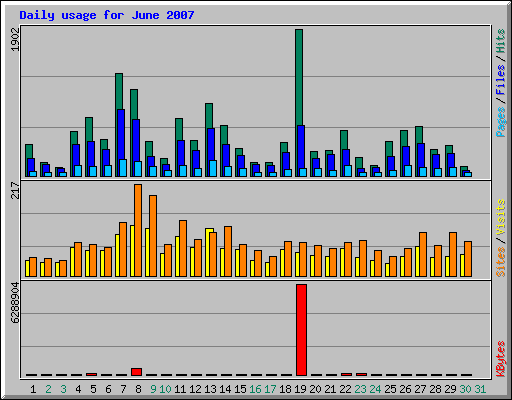 Daily usage for June 2007
1902
Pages / Files / Hits
217
Sites / Visits
6288904
KBytes
1 2 3 4 5 6 7 8 9 10 11 12 13 14 15 16 17 18 19 20 21 22 23 24 25 26 27 28 29 30 31